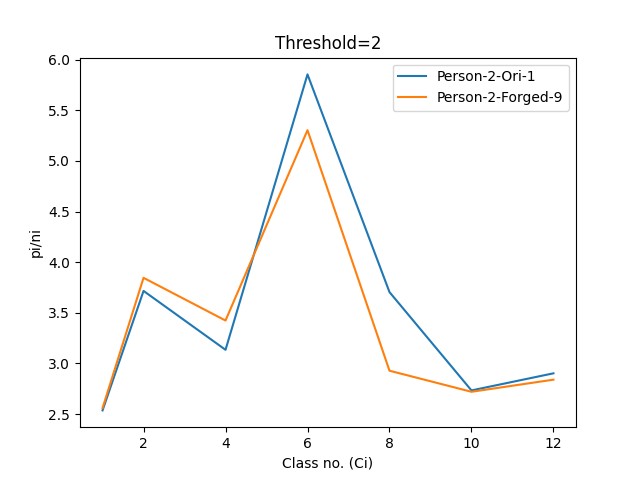 Threshold=2
Person-2-Ori-1
Person-2-Forged-9
pi/ni
6.0
5.5
5.0
4.5
4.0
3.5
3.0
2.5
2 4 6 8 10 12
Class no. (Ci)